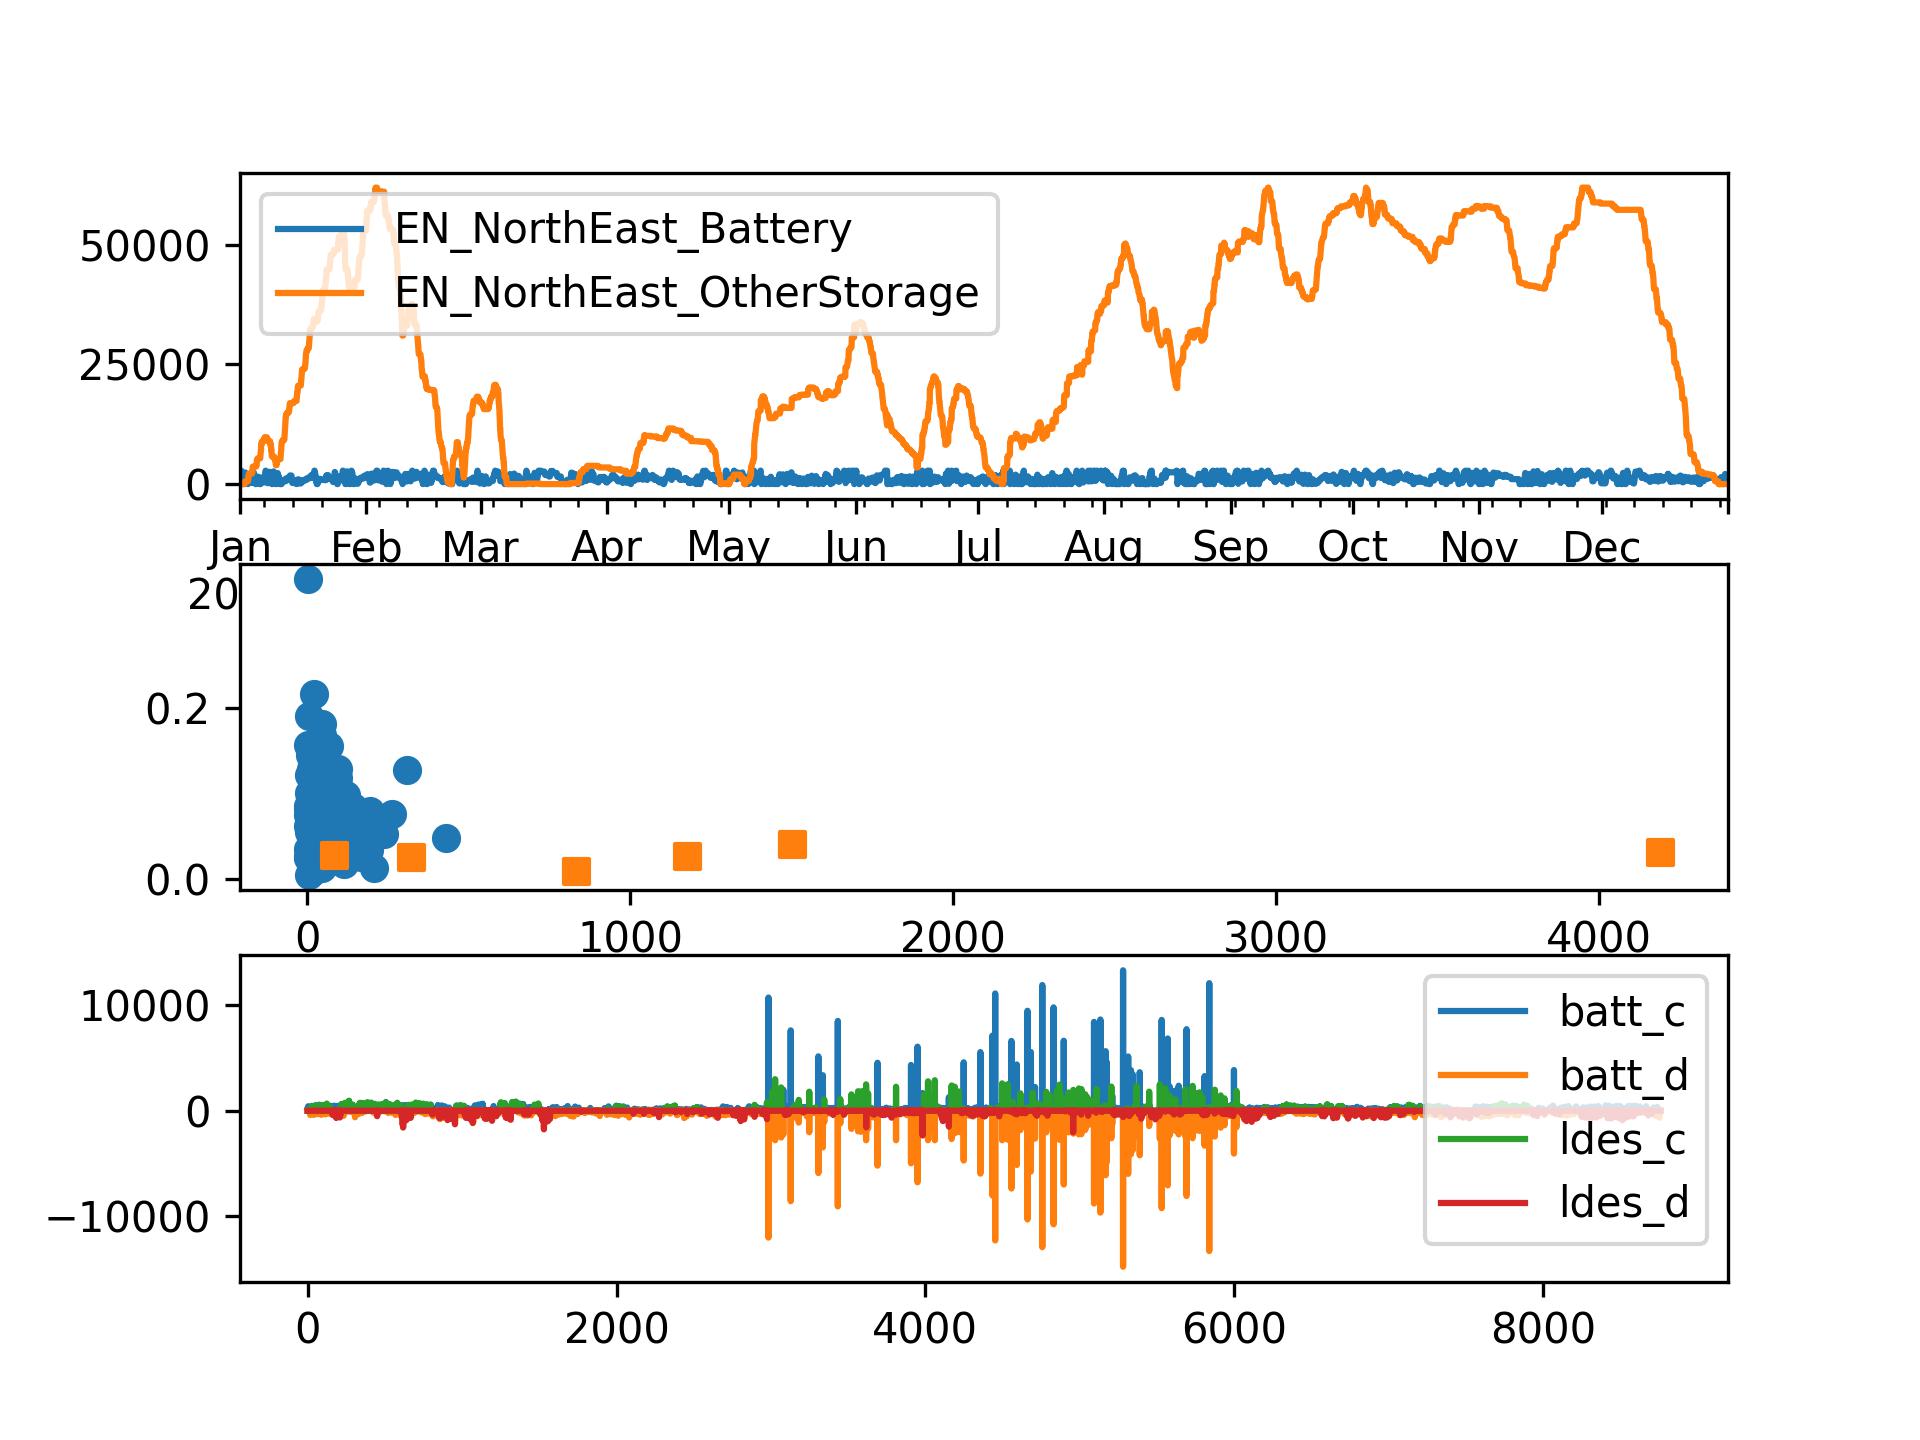 EN_NorthEast_Battery
EN_NorthEast_OtherStorage
50000
25000
0
Jan Feb Mar Apr May Jun Jul Aug Sep Oct Nov Dec
20
0.2
0.0
0 1000 2000 3000 4000
10000
0
−10000
batt_c
batt_d
ldes_c
ldes_d
0 2000 4000 6000 8000